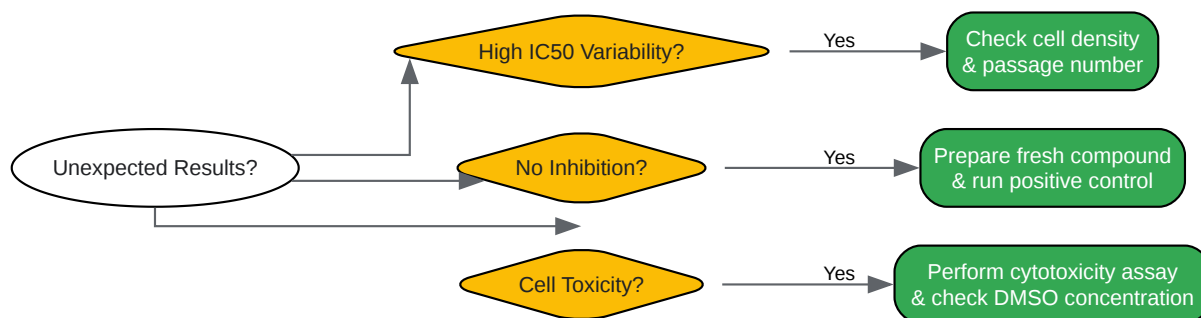 Unexpected Results?
High IC50 Variability?
Yes
Check cell density
& passage number
No Inhibition?
Yes
Prepare fresh compound
& run positive control
Cell Toxicity?
Yes
Perform cytotoxicity assay
& check DMSO concentration